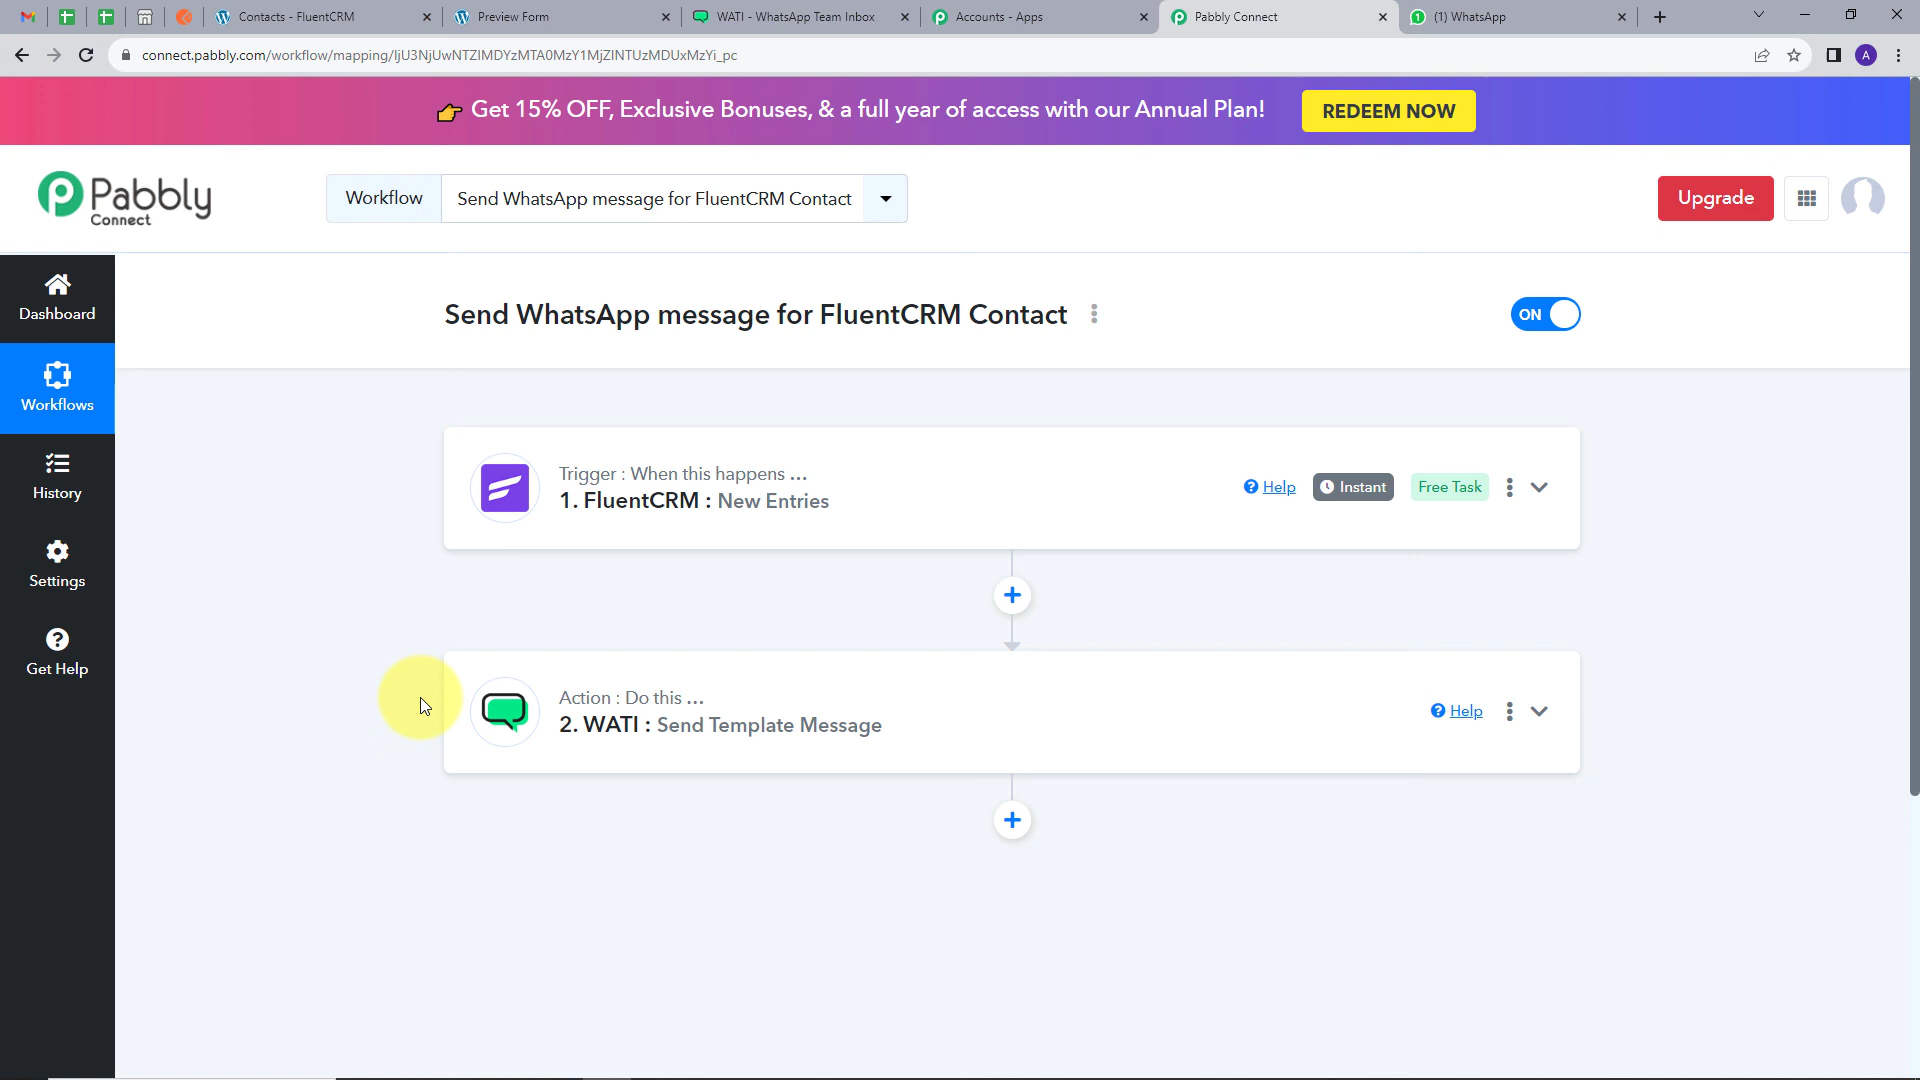 Contacts - FluentCRM
Preview Form
WATI - WhatsApp Team Inbox
Accounts - Apps
Pabbly Connect
(1) WhatsApp
connect.pabbly.com/workflow/mapping/IjU3NjUwNTZlMDYzMTA0MzY1MjZlNTUzMDUxMzYi_pc
A
👉 Get 15% OFF, Exclusive Bonuses, & a full year of access with our Annual Plan!
REDEEM NOW
Pabbly
Connect
Workflow
Send WhatsApp message for FluentCRM Contact
Upgrade
Dashboard
Workflows
History
Settings
Get Help
Send WhatsApp message for FluentCRM Contact
ON
Trigger : When this happens ...
1. FluentCRM : New Entries
Help
Instant
Free Task
Action : Do this ...
2. WATI : Send Template Message
Help